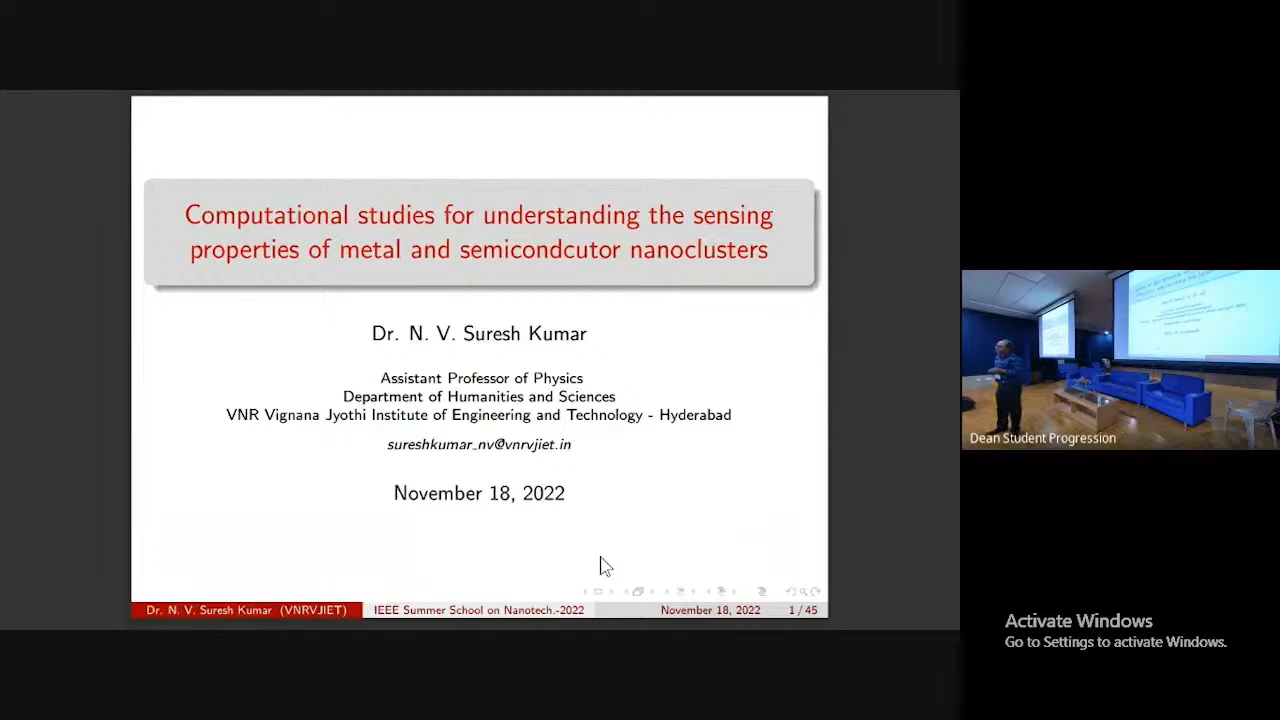 Computational studies for understanding the sensing
properties of metal and semicondcutor nanoclusters
Dr. N. V. Suresh Kumar
Assistant Professor of Physics
Department of Humanities and Sciences
VNR Vignana Jyothi Institute of Engineering and Technology - Hyderabad
sureshkumar_nv@vnrvjiet.in
November 18, 2022
Dr. N. V. Suresh Kumar (VNRVJIET)
IEEE Summer School on Nanotech.-2022
November 18, 2022
1 / 45
Dean Student Progression
Activate Windows
Go to Settings to activate Windows.